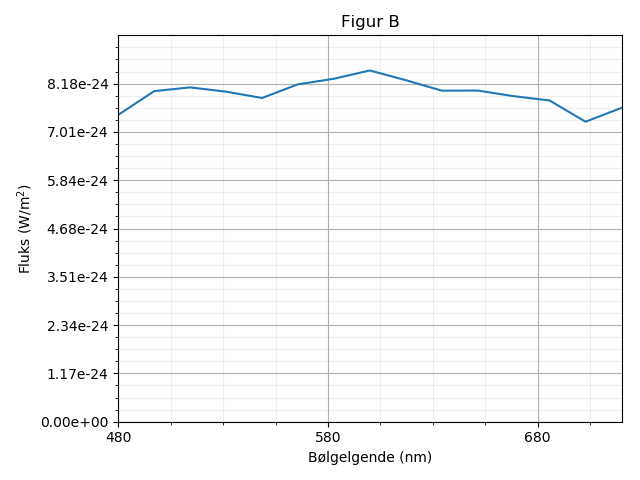 Figur B
8.18e-24
7.01e-24
5.84e-24
4.68e-24
3.51e-24
2.34e-24
1.17e-24
0.00e+00
Fluks (W/m²)
480 580 680
Bølgelgende (nm)